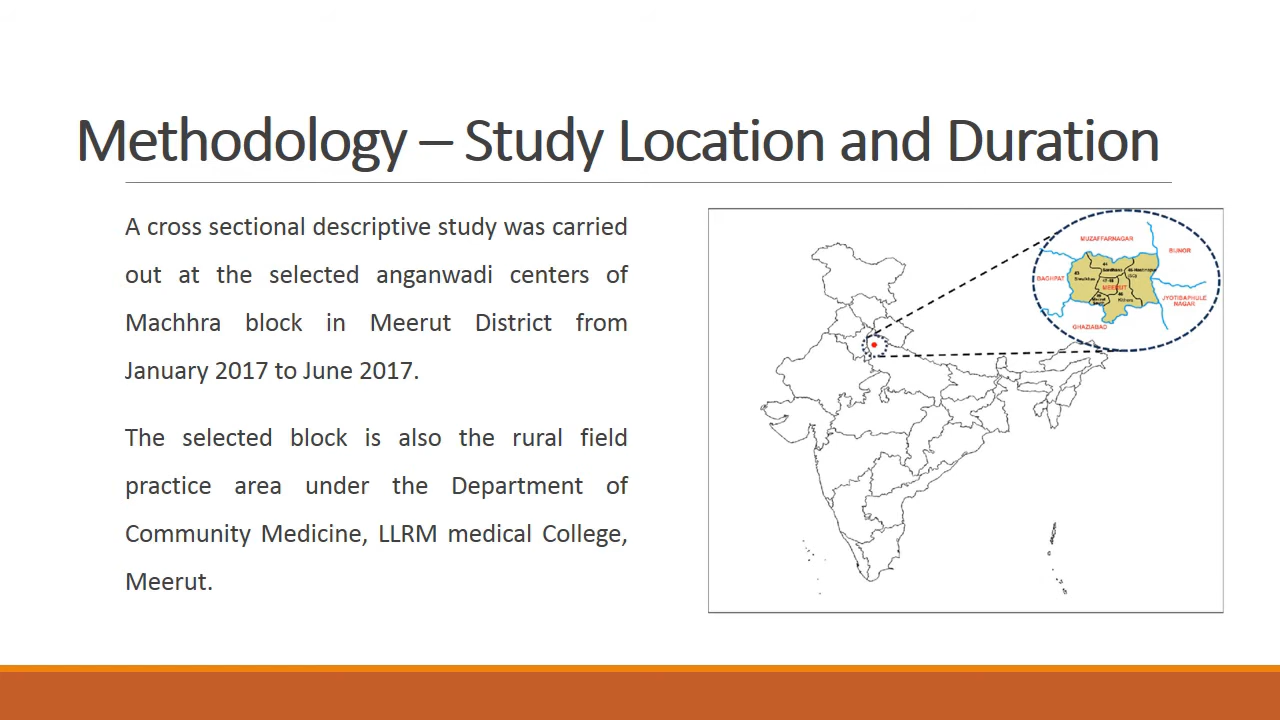 Methodology – Study Location and Duration
A cross sectional descriptive study was carried
out at the selected anganwadi centers of
Machhra block in Meerut District from
January 2017 to June 2017.
The selected block is also the rural field
practice area under the Department of
Community Medicine, LLRM medical College,
Meerut.
MUZAFFARNAGAR
BIJNOR
BAGHPAT
MEERUT
JYOTIBAPHULE
NAGAR
GHAZIABAD